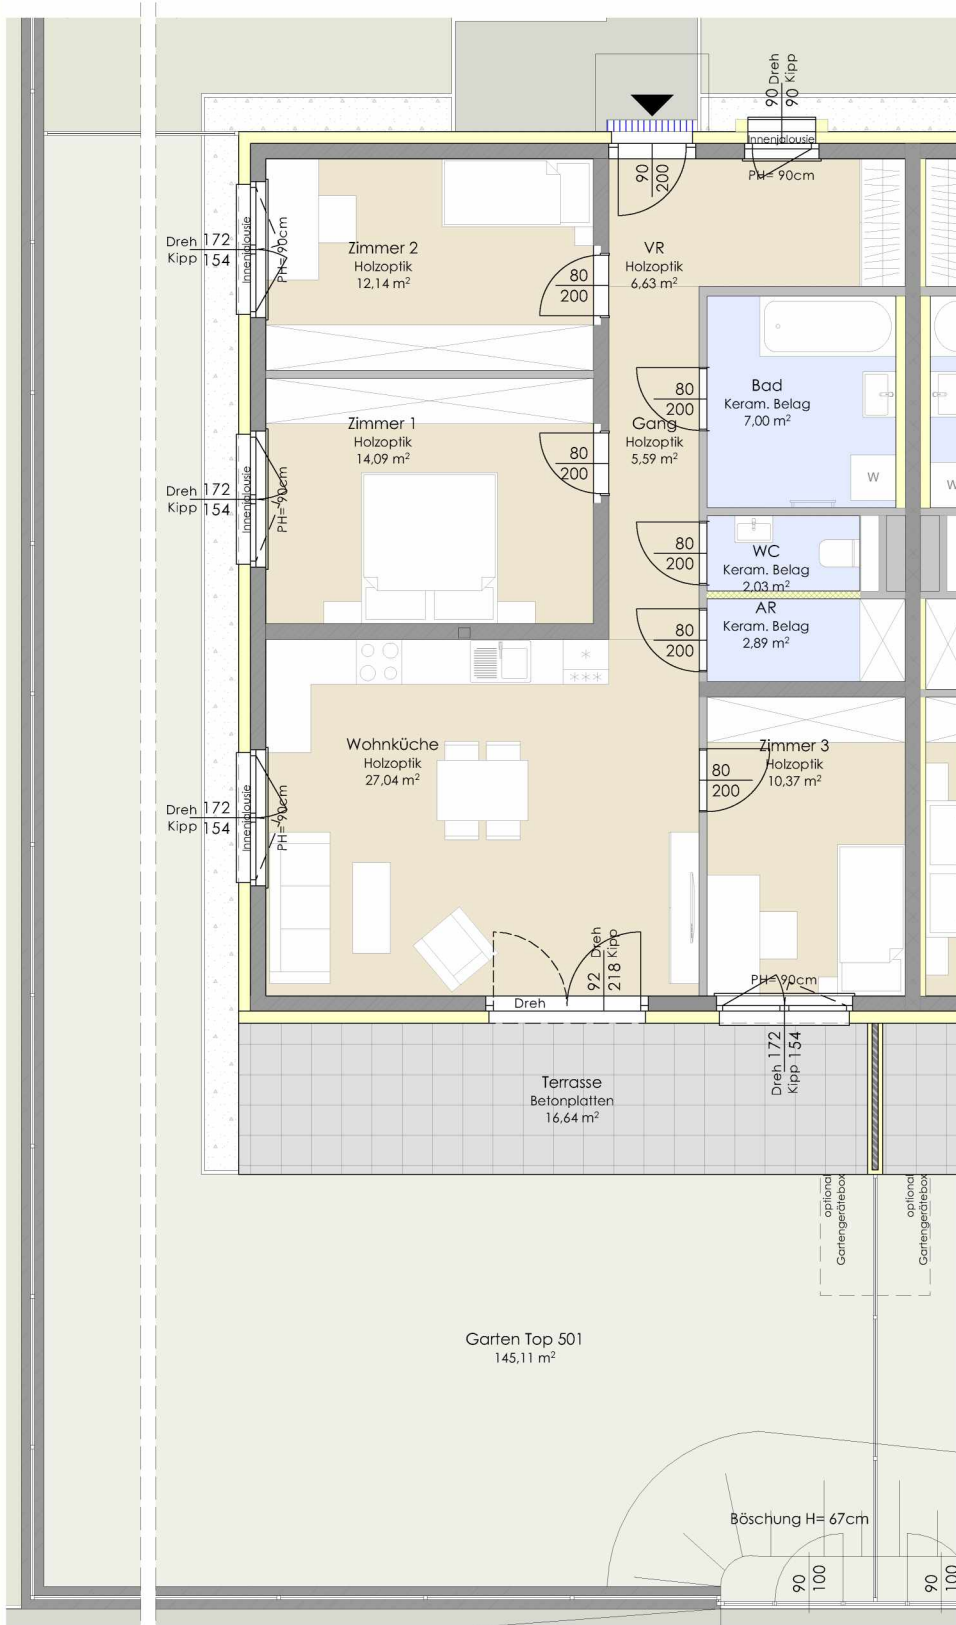 90 Dreh
90 Kipp
Innenjalousie
PH= 90cm
90
200
Dreh 172
Kipp 154
Innenjalousie
PH= 90cm
Zimmer 2
Holzoptik
12,14 m²
80
200
VR
Holzoptik
6,63 m²
Zimmer 1
Holzoptik
14,09 m²
80
200
80
200
Gang
Holzoptik
5,59 m²
Bad
Keram. Belag
7,00 m²
W
W
Dreh 172
Kipp 154
Innenjalousie
PH= 90cm
80
200
WC
Keram. Belag
2,03 m²
80
200
AR
Keram. Belag
2,89 m²
*
***
Wohnküche
Holzoptik
27,04 m²
Dreh 172
Kipp 154
Innenjalousie
PH= 90cm
80
200
Zimmer 3
Holzoptik
10,37 m²
92 Dreh
218 Kipp
Dreh
PH= 90cm
Dreh 172
Kipp 154
Terrasse
Betonplatten
16,64 m²
optional
Gartengerätebox
optional
Gartengerätebox
Garten Top 501
145,11 m²
Böschung H= 67cm
90
100
90
100